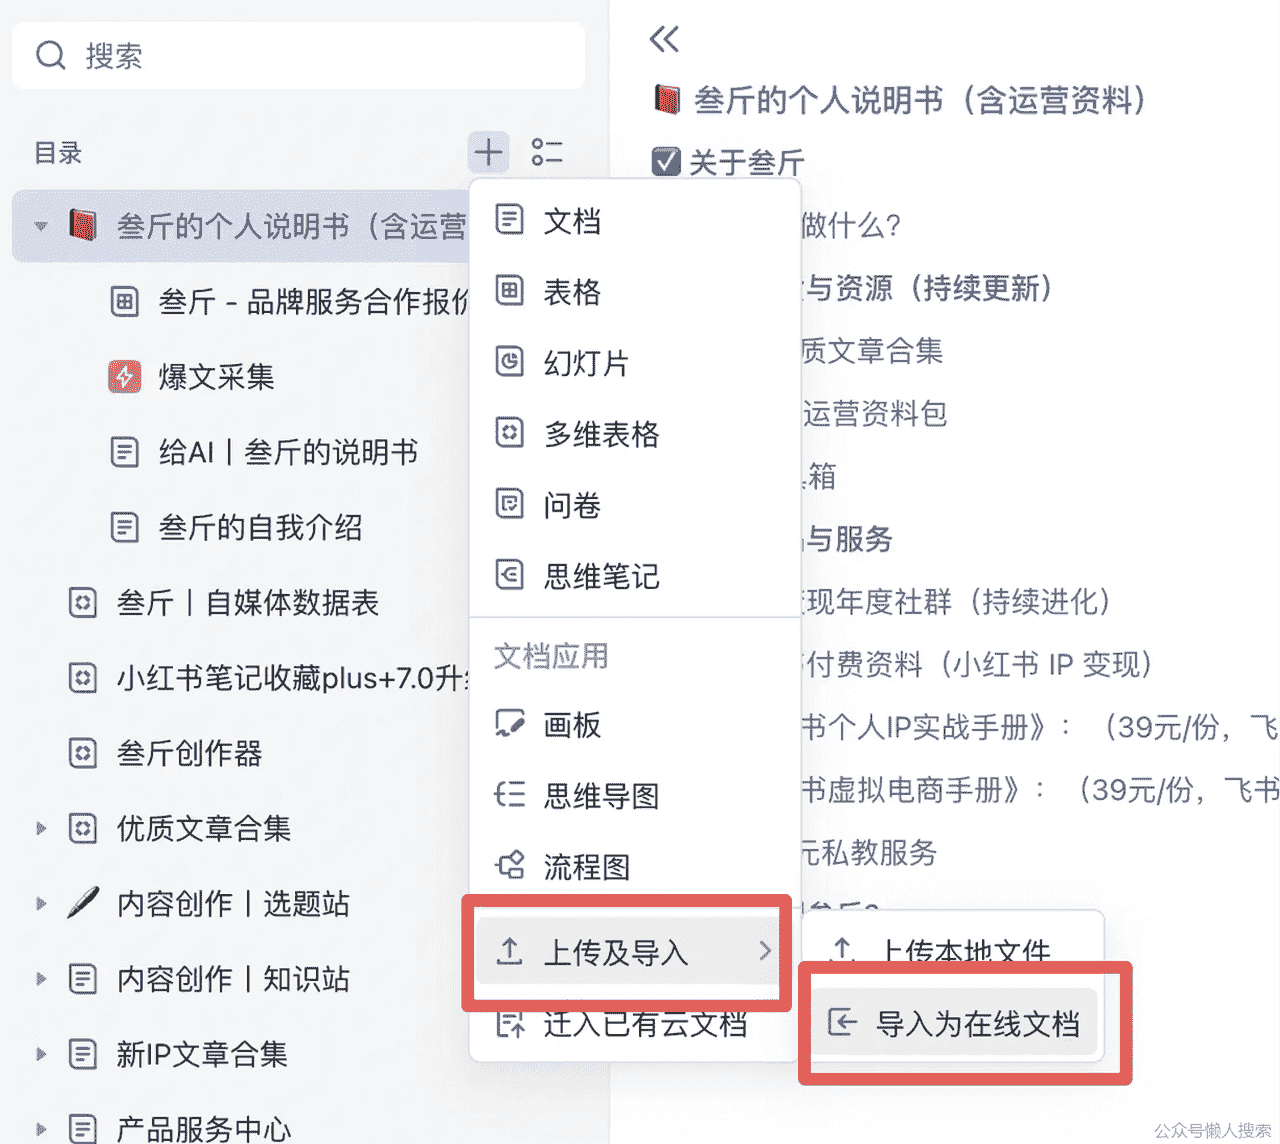 搜索
目录
叁斤的个人说明书（含运营
叁斤 - 品牌服务合作报价
爆文采集
给AI丨叁斤的说明书
叁斤的自我介绍
叁斤丨自媒体数据表
小红书笔记收藏plus+7.0升
叁斤创作器
优质文章合集
内容创作丨选题站
内容创作丨知识站
新IP文章合集
产品服务中心
文档
表格
幻灯片
多维表格
问卷
思维笔记
文档应用
画板
思维导图
流程图
上传及导入
迁入已有云文档
上传本地文件
导入为在线文档
叁斤的个人说明书（含运营资料）
关于叁斤
做什么？
与资源（持续更新）
质文章合集
运营资料包
箱
与服务
现年度社群（持续进化）
付费资料（小红书 IP 变现）
书个人IP实战手册》：（39元/份，飞
书虚拟电商手册》：（39元/份，飞书
元私教服务
公众号懒人搜索